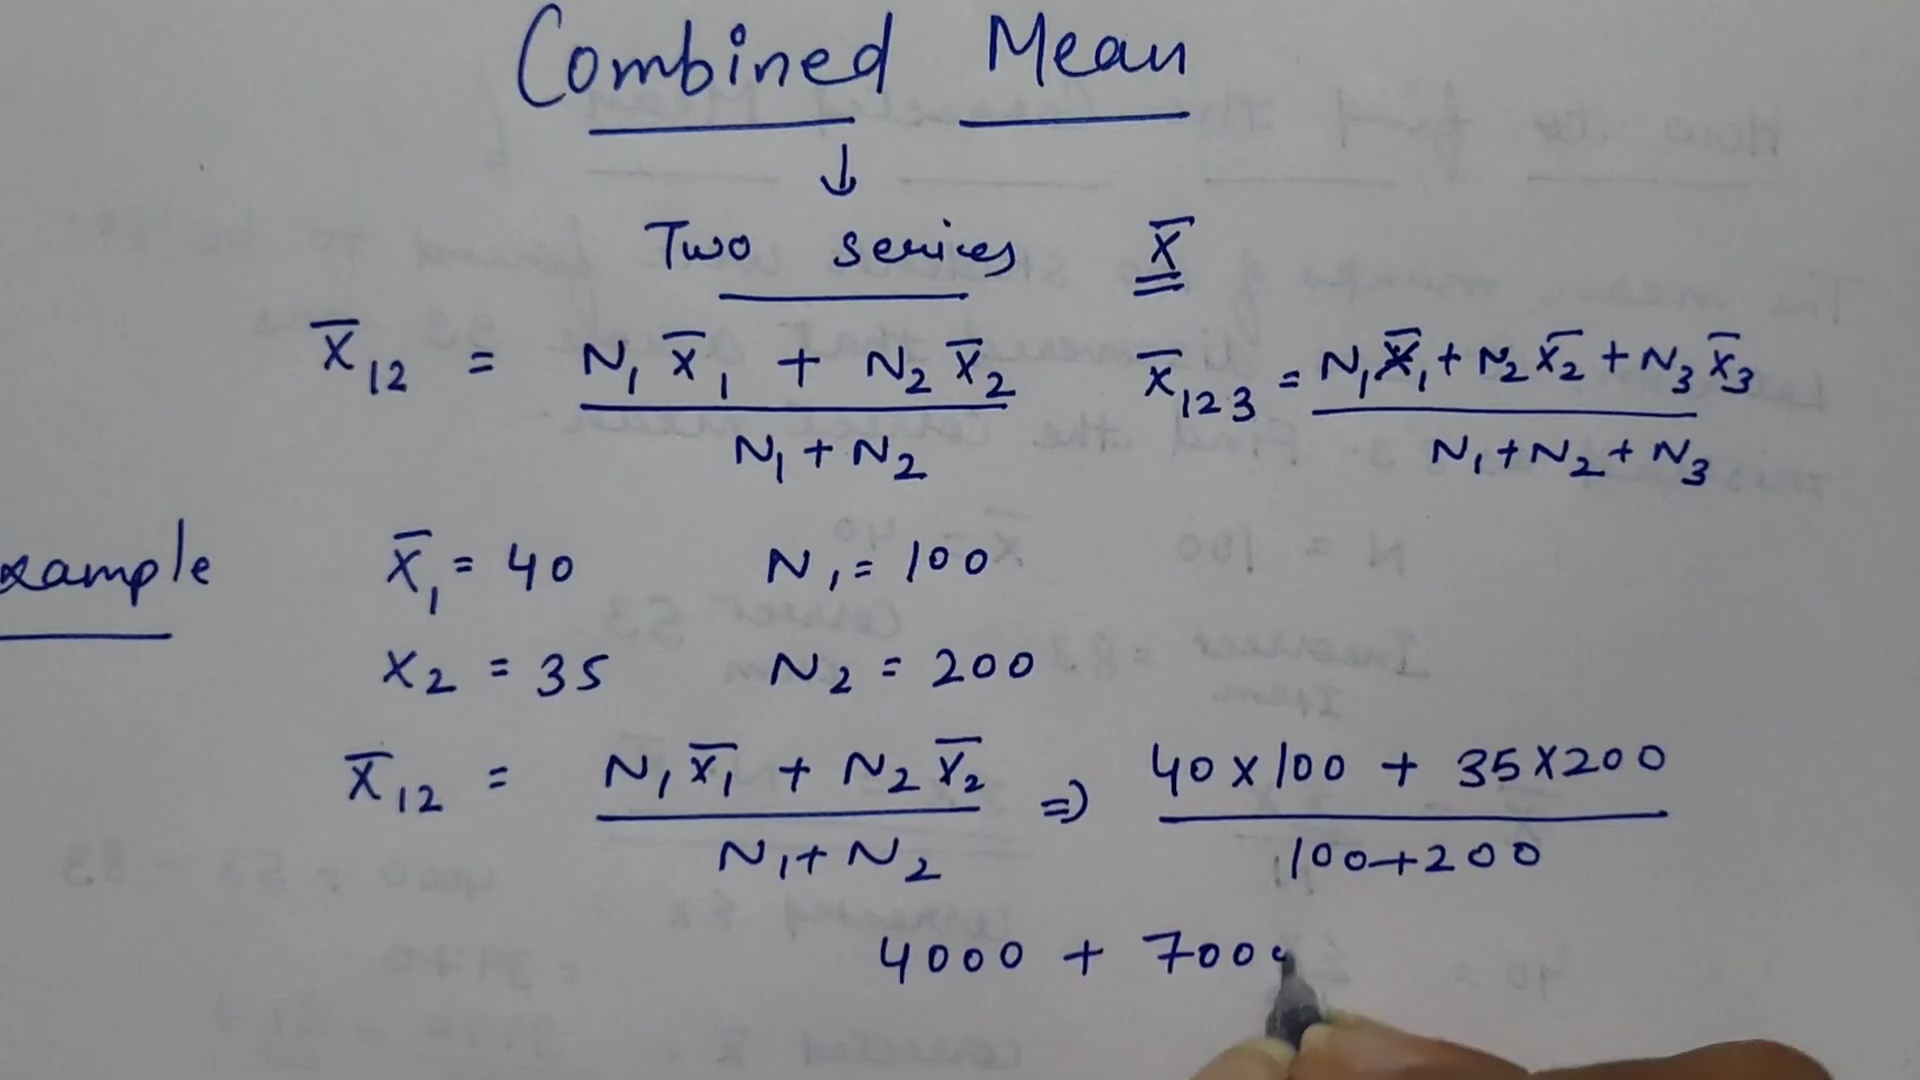 Combined Mean
↓
Two series X̄
X̄₁₂ = N₁X̄₁ + N₂X̄₂ / N₁+N₂
X̄₁₂₃ = N₁X̄₁ + N₂X̄₂ + N₃X̄₃ / N₁+N₂+N₃
xample X̄₁ = 40 N₁ = 100
X₂ = 35 N₂ = 200
X̄₁₂ = N₁X̄₁ + N₂X̄₂ / N₁+N₂ ⇒ 40×100 + 35×200 / 100+200
4000 + 700